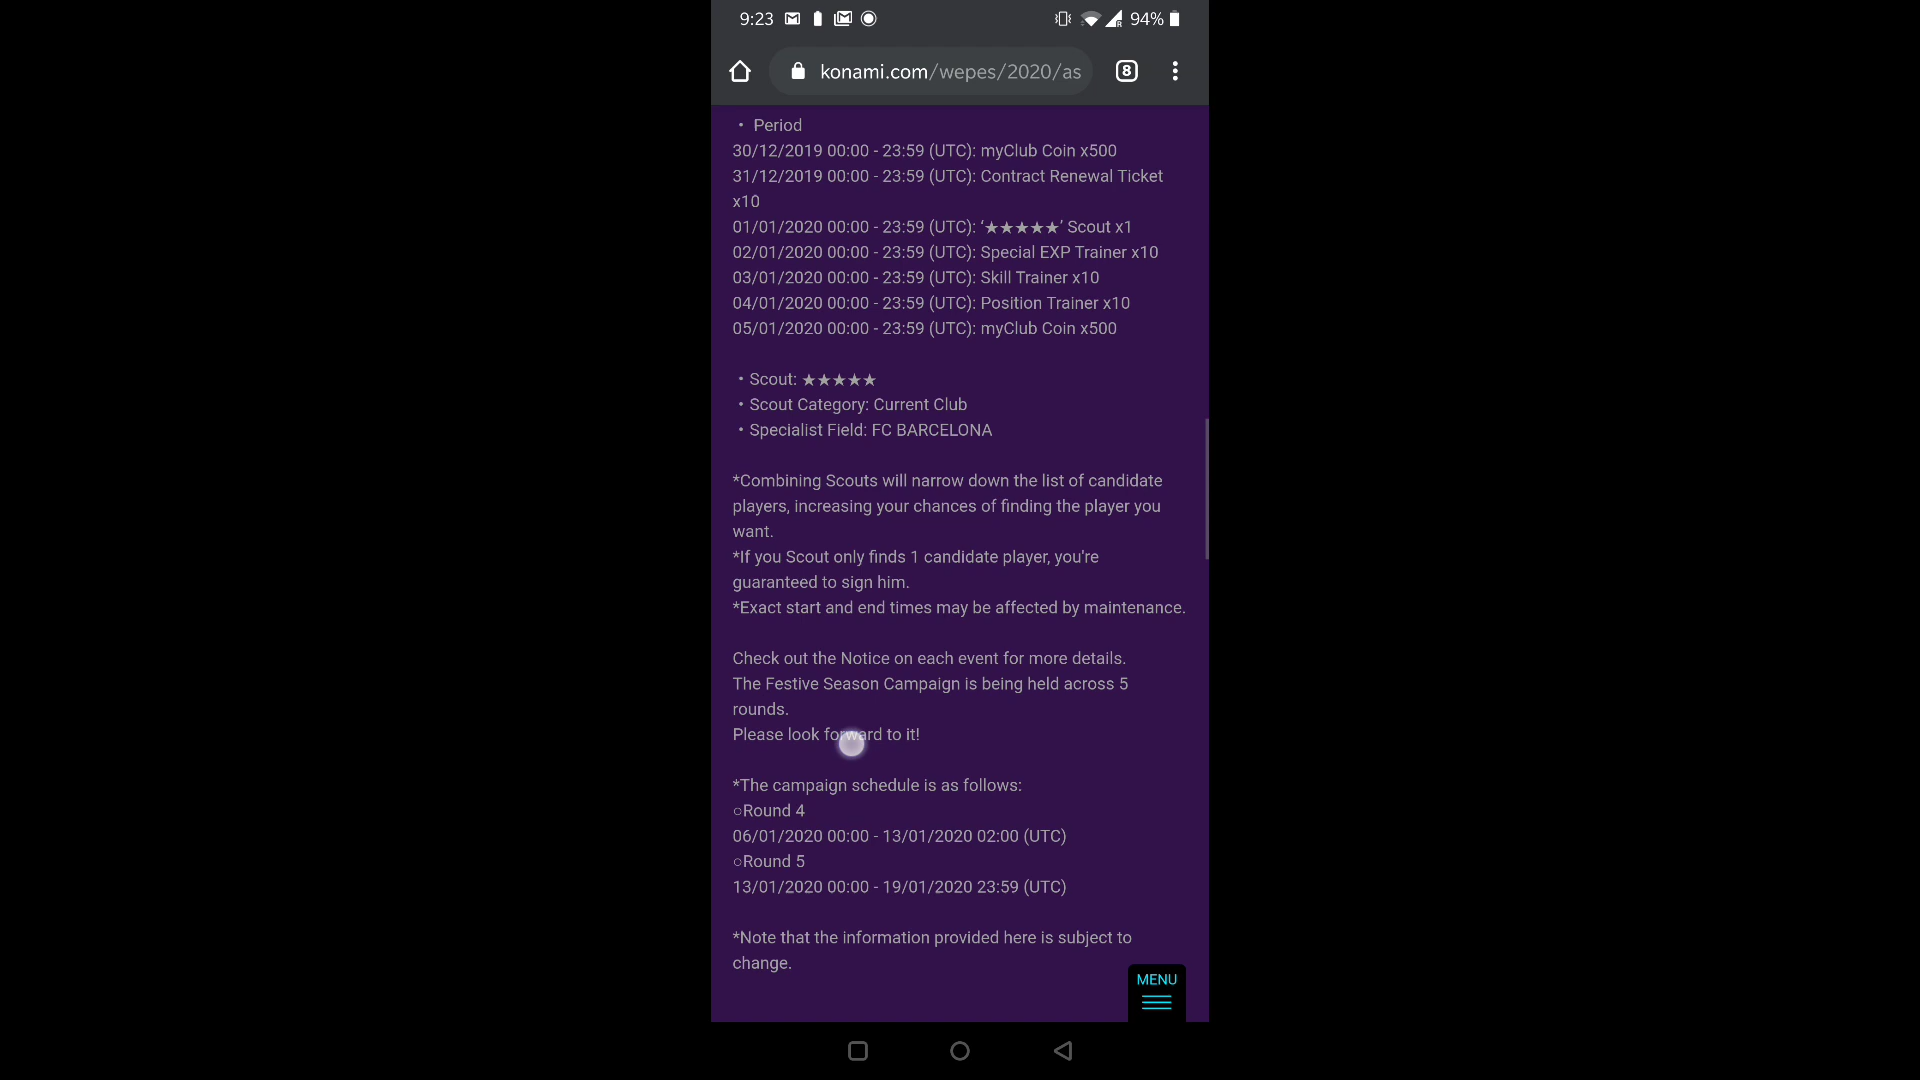 9:23
94%
konami.com/wepes/2020/as
8
・ Period
30/12/2019 00:00 - 23:59 (UTC): myClub Coin x500
31/12/2019 00:00 - 23:59 (UTC): Contract Renewal Ticket
x10
01/01/2020 00:00 - 23:59 (UTC): ‘★★★★★’ Scout x1
02/01/2020 00:00 - 23:59 (UTC): Special EXP Trainer x10
03/01/2020 00:00 - 23:59 (UTC): Skill Trainer x10
04/01/2020 00:00 - 23:59 (UTC): Position Trainer x10
05/01/2020 00:00 - 23:59 (UTC): myClub Coin x500
・Scout: ★★★★★
・Scout Category: Current Club
・Specialist Field: FC BARCELONA
*Combining Scouts will narrow down the list of candidate
players, increasing your chances of finding the player you
want.
*If you Scout only finds 1 candidate player, you're
guaranteed to sign him.
*Exact start and end times may be affected by maintenance.
Check out the Notice on each event for more details.
The Festive Season Campaign is being held across 5
rounds.
Please look forward to it!
*The campaign schedule is as follows:
○Round 4
06/01/2020 00:00 - 13/01/2020 02:00 (UTC)
○Round 5
13/01/2020 00:00 - 19/01/2020 23:59 (UTC)
*Note that the information provided here is subject to
change.
MENU